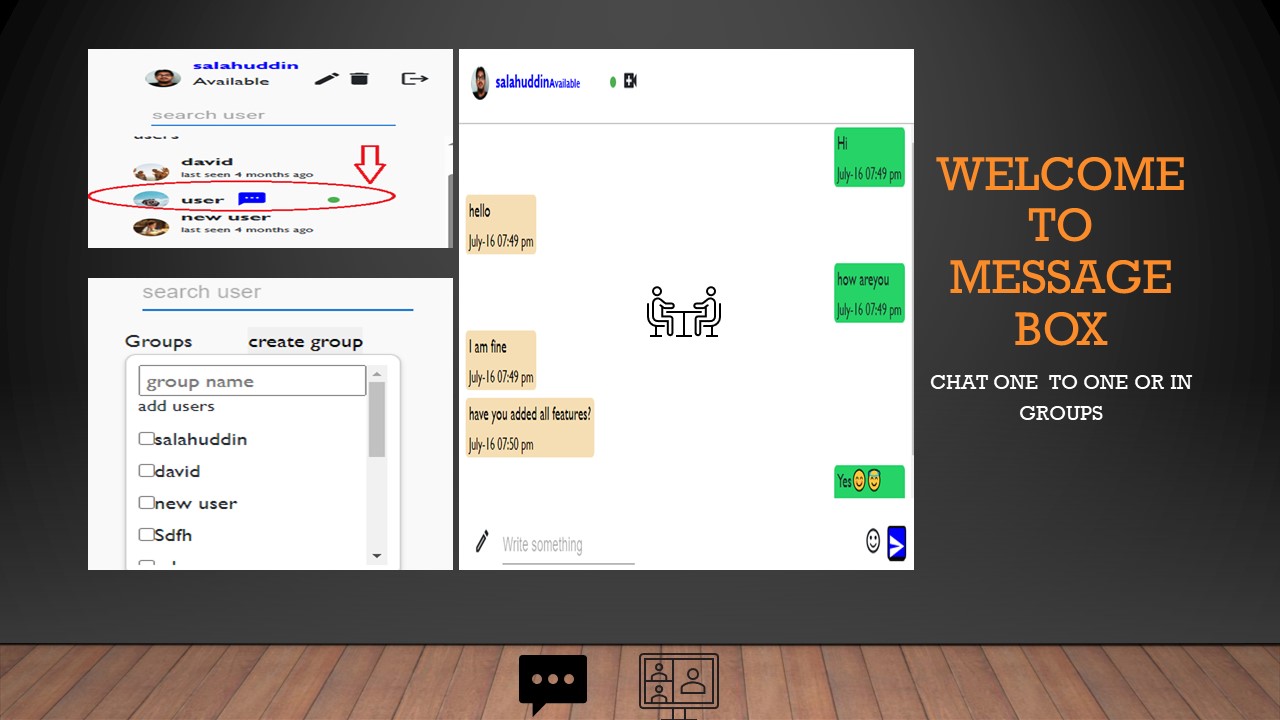 salahuddin
Available
search user
users
david
last seen 4 months ago
user
new user
last seen 4 months ago
search user
Groups create group
group name
add users
salahuddin
david
new user
Sdfh
salahuddinAvailable
Hi
July-16 07:49 pm
hello
July-16 07:49 pm
how areyou
July-16 07:49 pm
I am fine
July-16 07:49 pm
have you added all features?
July-16 07:50 pm
Yes😊😇
Write something
WELCOME
TO
MESSAGE
BOX
CHAT ONE TO ONE OR IN
GROUPS